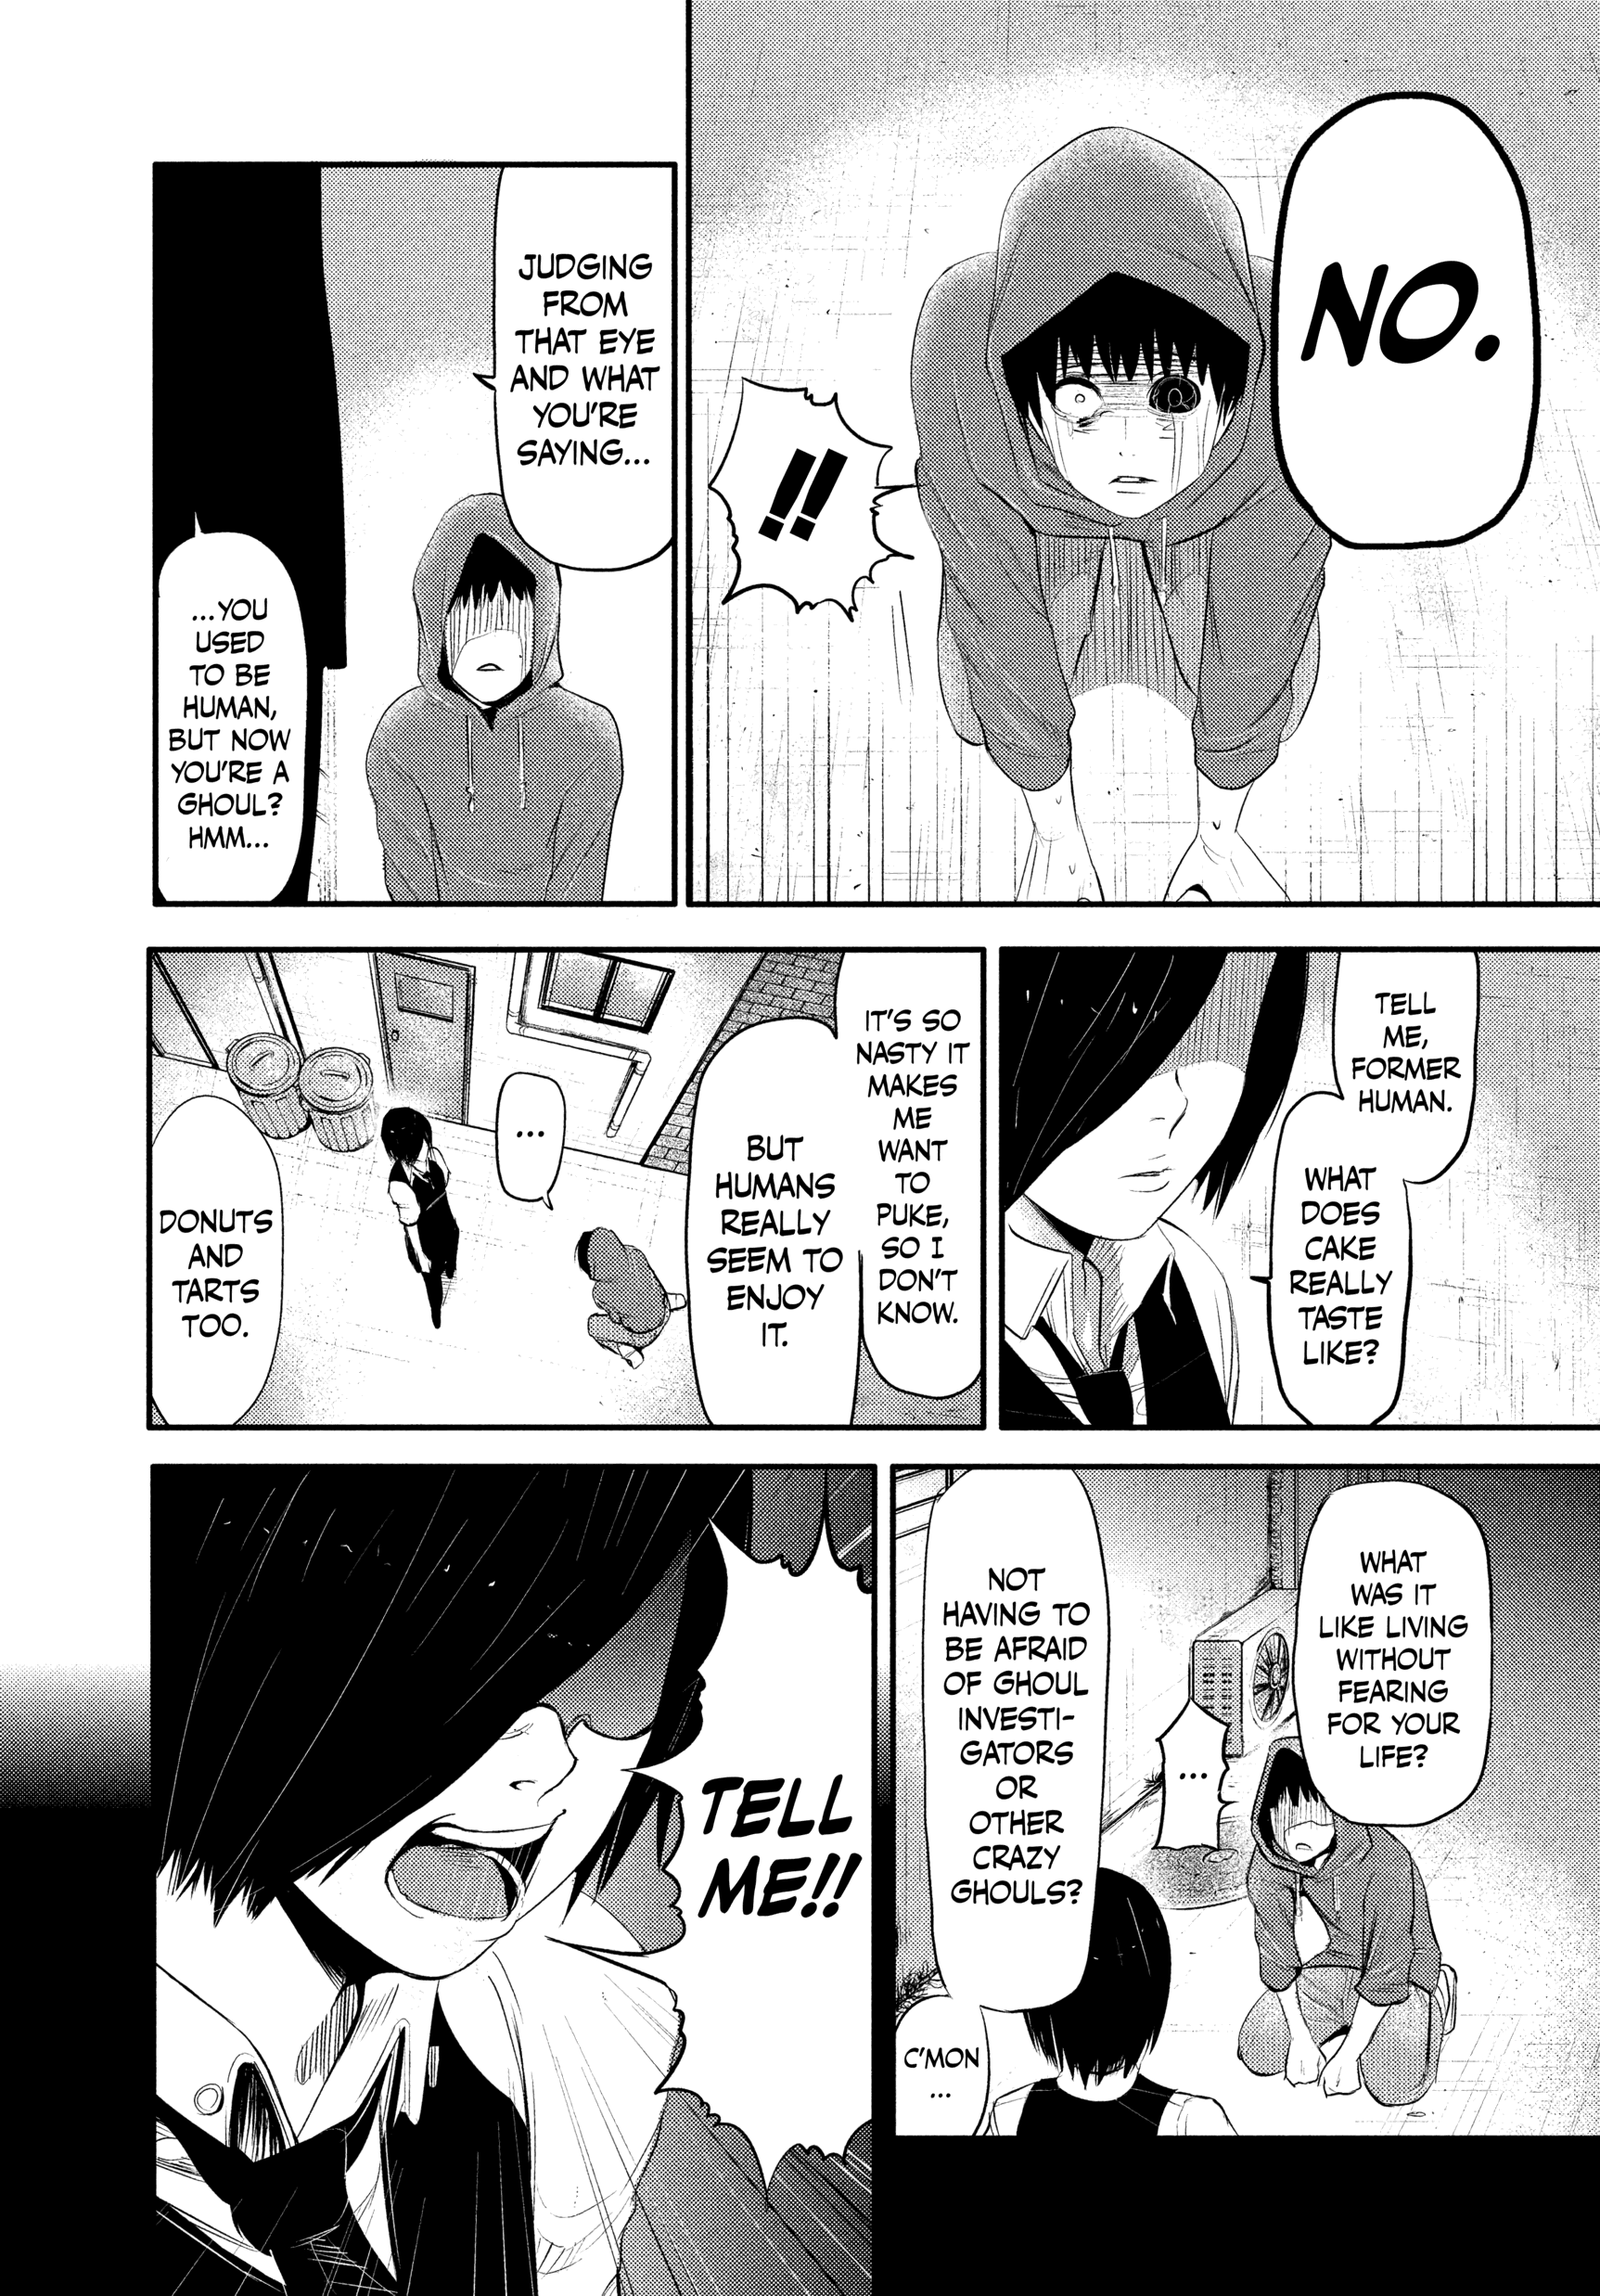 NO.
!!
JUDGING
FROM
THAT EYE
AND WHAT
YOU'RE
SAYING...
...YOU
USED
TO BE
HUMAN,
BUT NOW
YOU'RE A
GHOUL?
HMM...
TELL
ME,
FORMER
HUMAN.
WHAT
DOES
CAKE
REALLY
TASTE
LIKE?
IT'S SO
NASTY IT
MAKES
ME
WANT
TO
PUKE,
SO I
DON'T
KNOW.
BUT
HUMANS
REALLY
SEEM TO
ENJOY
IT.
...
DONUTS
AND
TARTS
TOO.
WHAT
WAS IT
LIKE LIVING
WITHOUT
FEARING
FOR YOUR
LIFE?
...
NOT
HAVING TO
BE AFRAID
OF GHOUL
INVESTI-
GATORS
OR
OTHER
CRAZY
GHOULS?
C'MON
...
TELL
ME!!